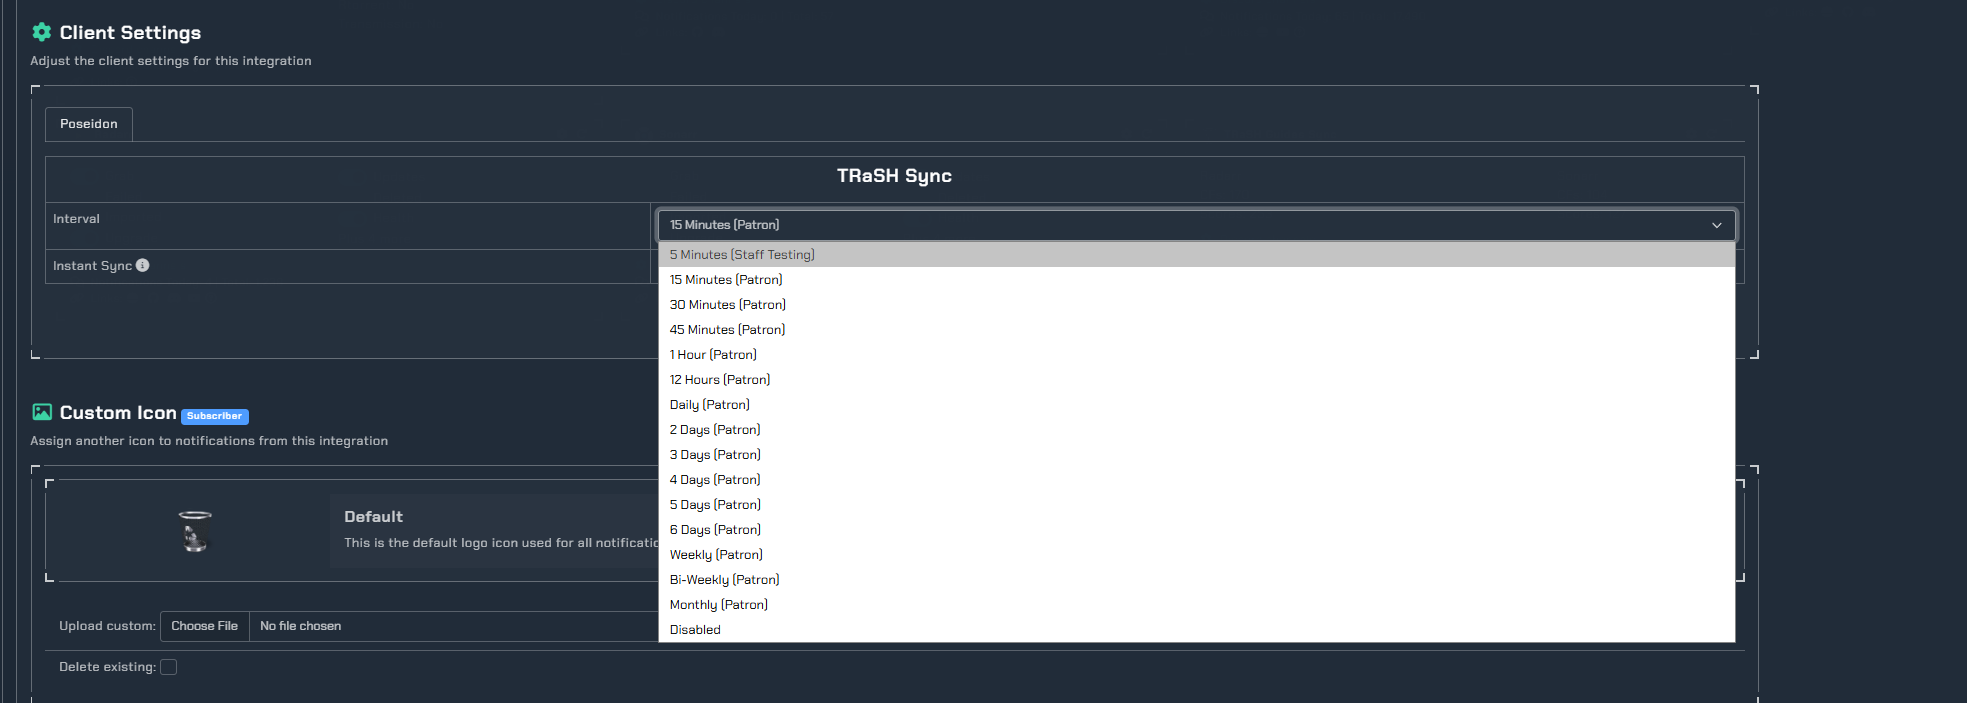 Client Settings
Adjust the client settings for this integration
Poseidon
TRaSH Sync
Interval
15 Minutes (Patron)
5 Minutes (Staff Testing)
15 Minutes (Patron)
30 Minutes (Patron)
45 Minutes (Patron)
1 Hour (Patron)
12 Hours (Patron)
Daily (Patron)
2 Days (Patron)
3 Days (Patron)
4 Days (Patron)
5 Days (Patron)
6 Days (Patron)
Weekly (Patron)
Bi-Weekly (Patron)
Monthly (Patron)
Disabled
Instant Sync
Custom Icon Subscriber
Assign another icon to notifications from this integration
Default
This is the default logo icon used for all
Upload custom: Choose File No file chosen
Delete existing: